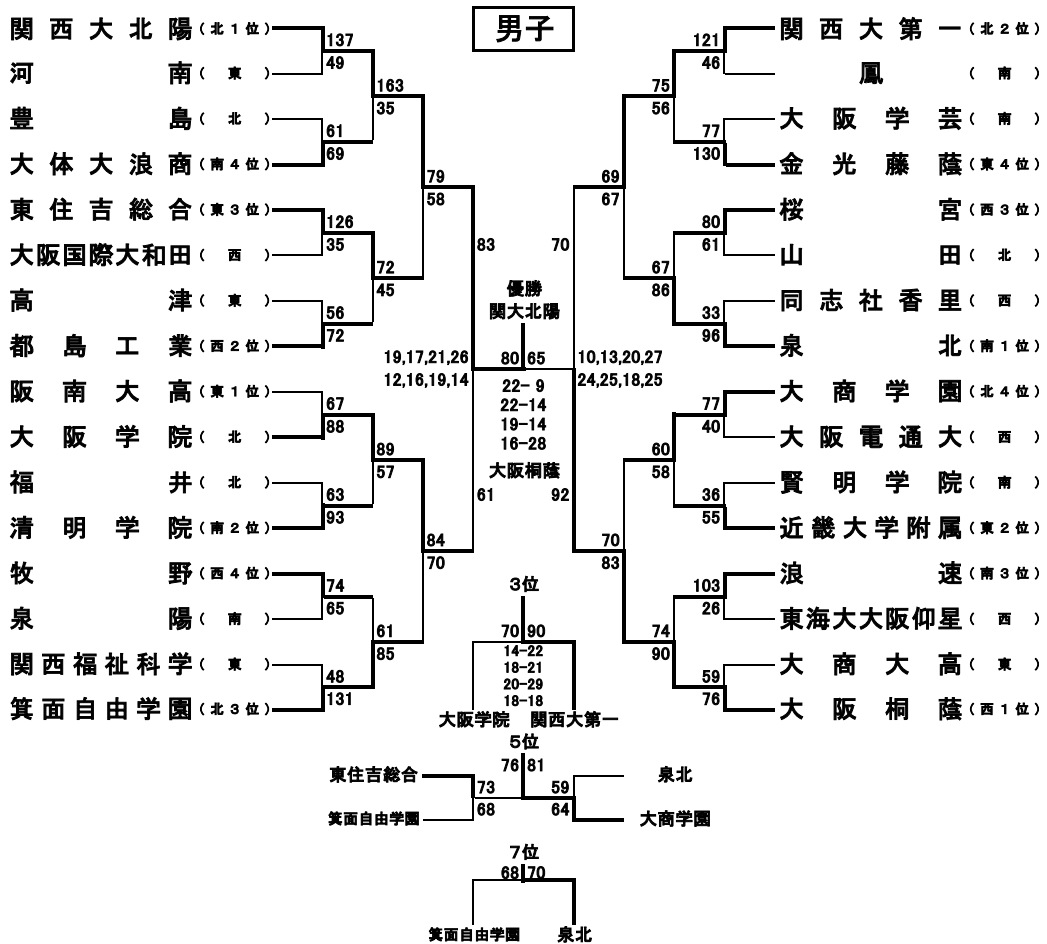 男子
関西大北陽(北1位)
河南(東)
豊島(北)
大体大浪商(南4位)
東住吉総合(東3位)
大阪国際大和田(西)
高津(東)
都島工業(西2位)
阪南大高(東1位)
大阪学院(北)
福井(北)
清明学院(南2位)
牧野(西4位)
泉陽(南)
関西福祉科学(東)
箕面自由学園(北3位)
137
49
61
69
126
35
56
72
67
88
63
93
74
65
48
131
163
35
72
45
89
57
61
85
79
58
84
70
83
19,17,21,26
12,16,19,14
61
優勝
関大北陽
80 65
22-9
22-14
19-14
16-28
大阪桐蔭
70
10,13,20,27
24,25,18,25
92
69
67
70
83
75
56
67
86
60
58
74
90
121
46
77
130
80
61
33
96
77
40
36
55
103
26
59
76
関西大第一(北2位)
鳳(南)
大阪学芸(南)
金光藤蔭(東4位)
桜宮(西3位)
山田(北)
同志社香里(西)
泉北(南1位)
大商学園(北4位)
大阪電通大(西)
賢明学院(南)
近畿大学附属(東2位)
浪速(南3位)
東海大大阪仰星(西)
大商大高(東)
大阪桐蔭(西1位)
3位
70 90
14-22
18-21
20-29
18-18
大阪学院 関西大第一
5位
76 81
東住吉総合
73
68
箕面自由学園
泉北
59
64
大商学園
7位
68 70
箕面自由学園 泉北